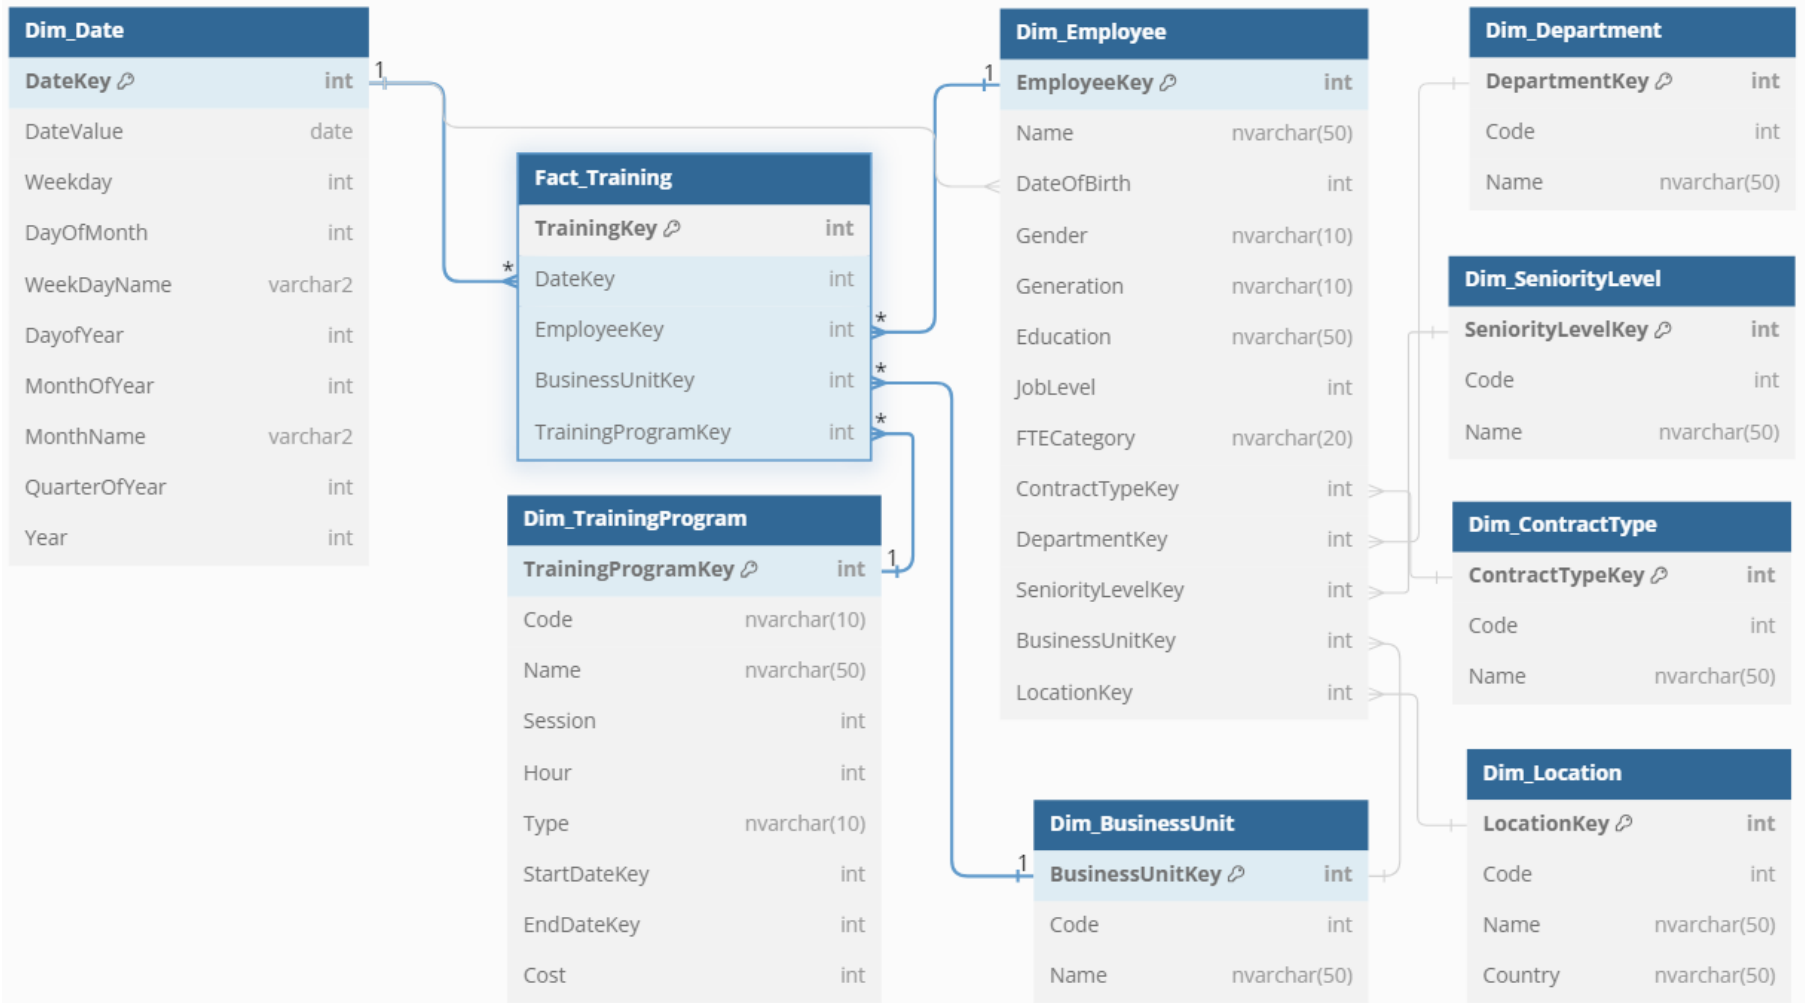 Dim_Date
DateKey int
DateValue date
Weekday int
DayOfMonth int
WeekDayName varchar2
DayofYear int
MonthOfYear int
MonthName varchar2
QuarterOfYear int
Year int
1
*
Fact_Training
TrainingKey int
DateKey int
EmployeeKey int
BusinessUnitKey int
TrainingProgramKey int
*
*
*
Dim_TrainingProgram
TrainingProgramKey int
1
Code nvarchar(10)
Name nvarchar(50)
Session int
Hour int
Type nvarchar(10)
StartDateKey int
EndDateKey int
Cost int
1
Dim_Employee
EmployeeKey int
Name nvarchar(50)
DateOfBirth int
Gender nvarchar(10)
Generation nvarchar(10)
Education nvarchar(50)
JobLevel int
FTECategory nvarchar(20)
ContractTypeKey int
DepartmentKey int
SeniorityLevelKey int
BusinessUnitKey int
LocationKey int
1
Dim_BusinessUnit
BusinessUnitKey int
Code int
Name nvarchar(50)
Dim_Department
DepartmentKey int
Code int
Name nvarchar(50)
Dim_SeniorityLevel
SeniorityLevelKey int
Code int
Name nvarchar(50)
Dim_ContractType
ContractTypeKey int
Code int
Name nvarchar(50)
Dim_Location
LocationKey int
Code int
Name nvarchar(50)
Country nvarchar(50)